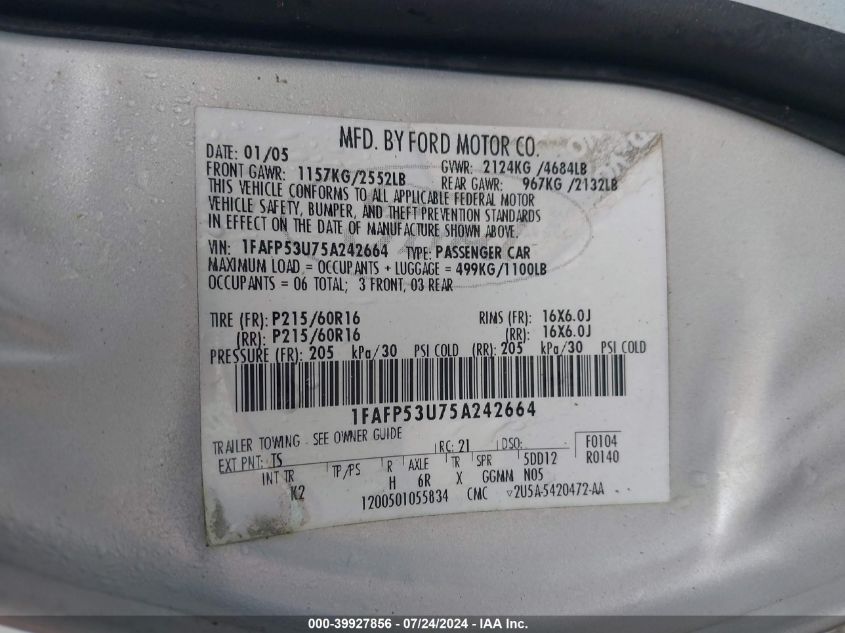 MFD. BY FORD MOTOR CO.
DATE: 01/05
GVWR: 2124KG /4684LB
FRONT GAWR: 1157KG/2552LB
REAR GAWR: 967KG /2132LB
THIS VEHICLE CONFORMS TO ALL APPLICABLE FEDERAL MOTOR
VEHICLE SAFETY, BUMPER, AND THEFT PREVENTION STANDARDS
IN EFFECT ON THE DATE OF MANUFACTURE SHOWN ABOVE.
VIN: 1FAFP53U75A242664 TYPE: PASSENGER CAR
MAXIMUM LOAD = OCCUPANTS + LUGGAGE = 499KG/1100LB
OCCUPANTS = 06 TOTAL; 3 FRONT, 03 REAR
TIRE (FR): P215/60R16 RIMS (FR): 16X6.0J
(RR): P215/60R16 (RR): 16X6.0J
PRESSURE (FR): 205 kPa/30 PSI COLD (RR): 205 kPa/30 PSI COLD
1FAFP53U75A242664
TRAILER TOWING - SEE OWNER GUIDE RC: 21 DSO: F0104
EXT PNT: TS 5DD12 R0140
INT TR TP/PS R AXLE TR SPR
K2 H 6R X GGMM N05
1200501055834 CMC 2U5A-5420472-AA
000-39927856 / 07/24/2024 - IAA Inc.